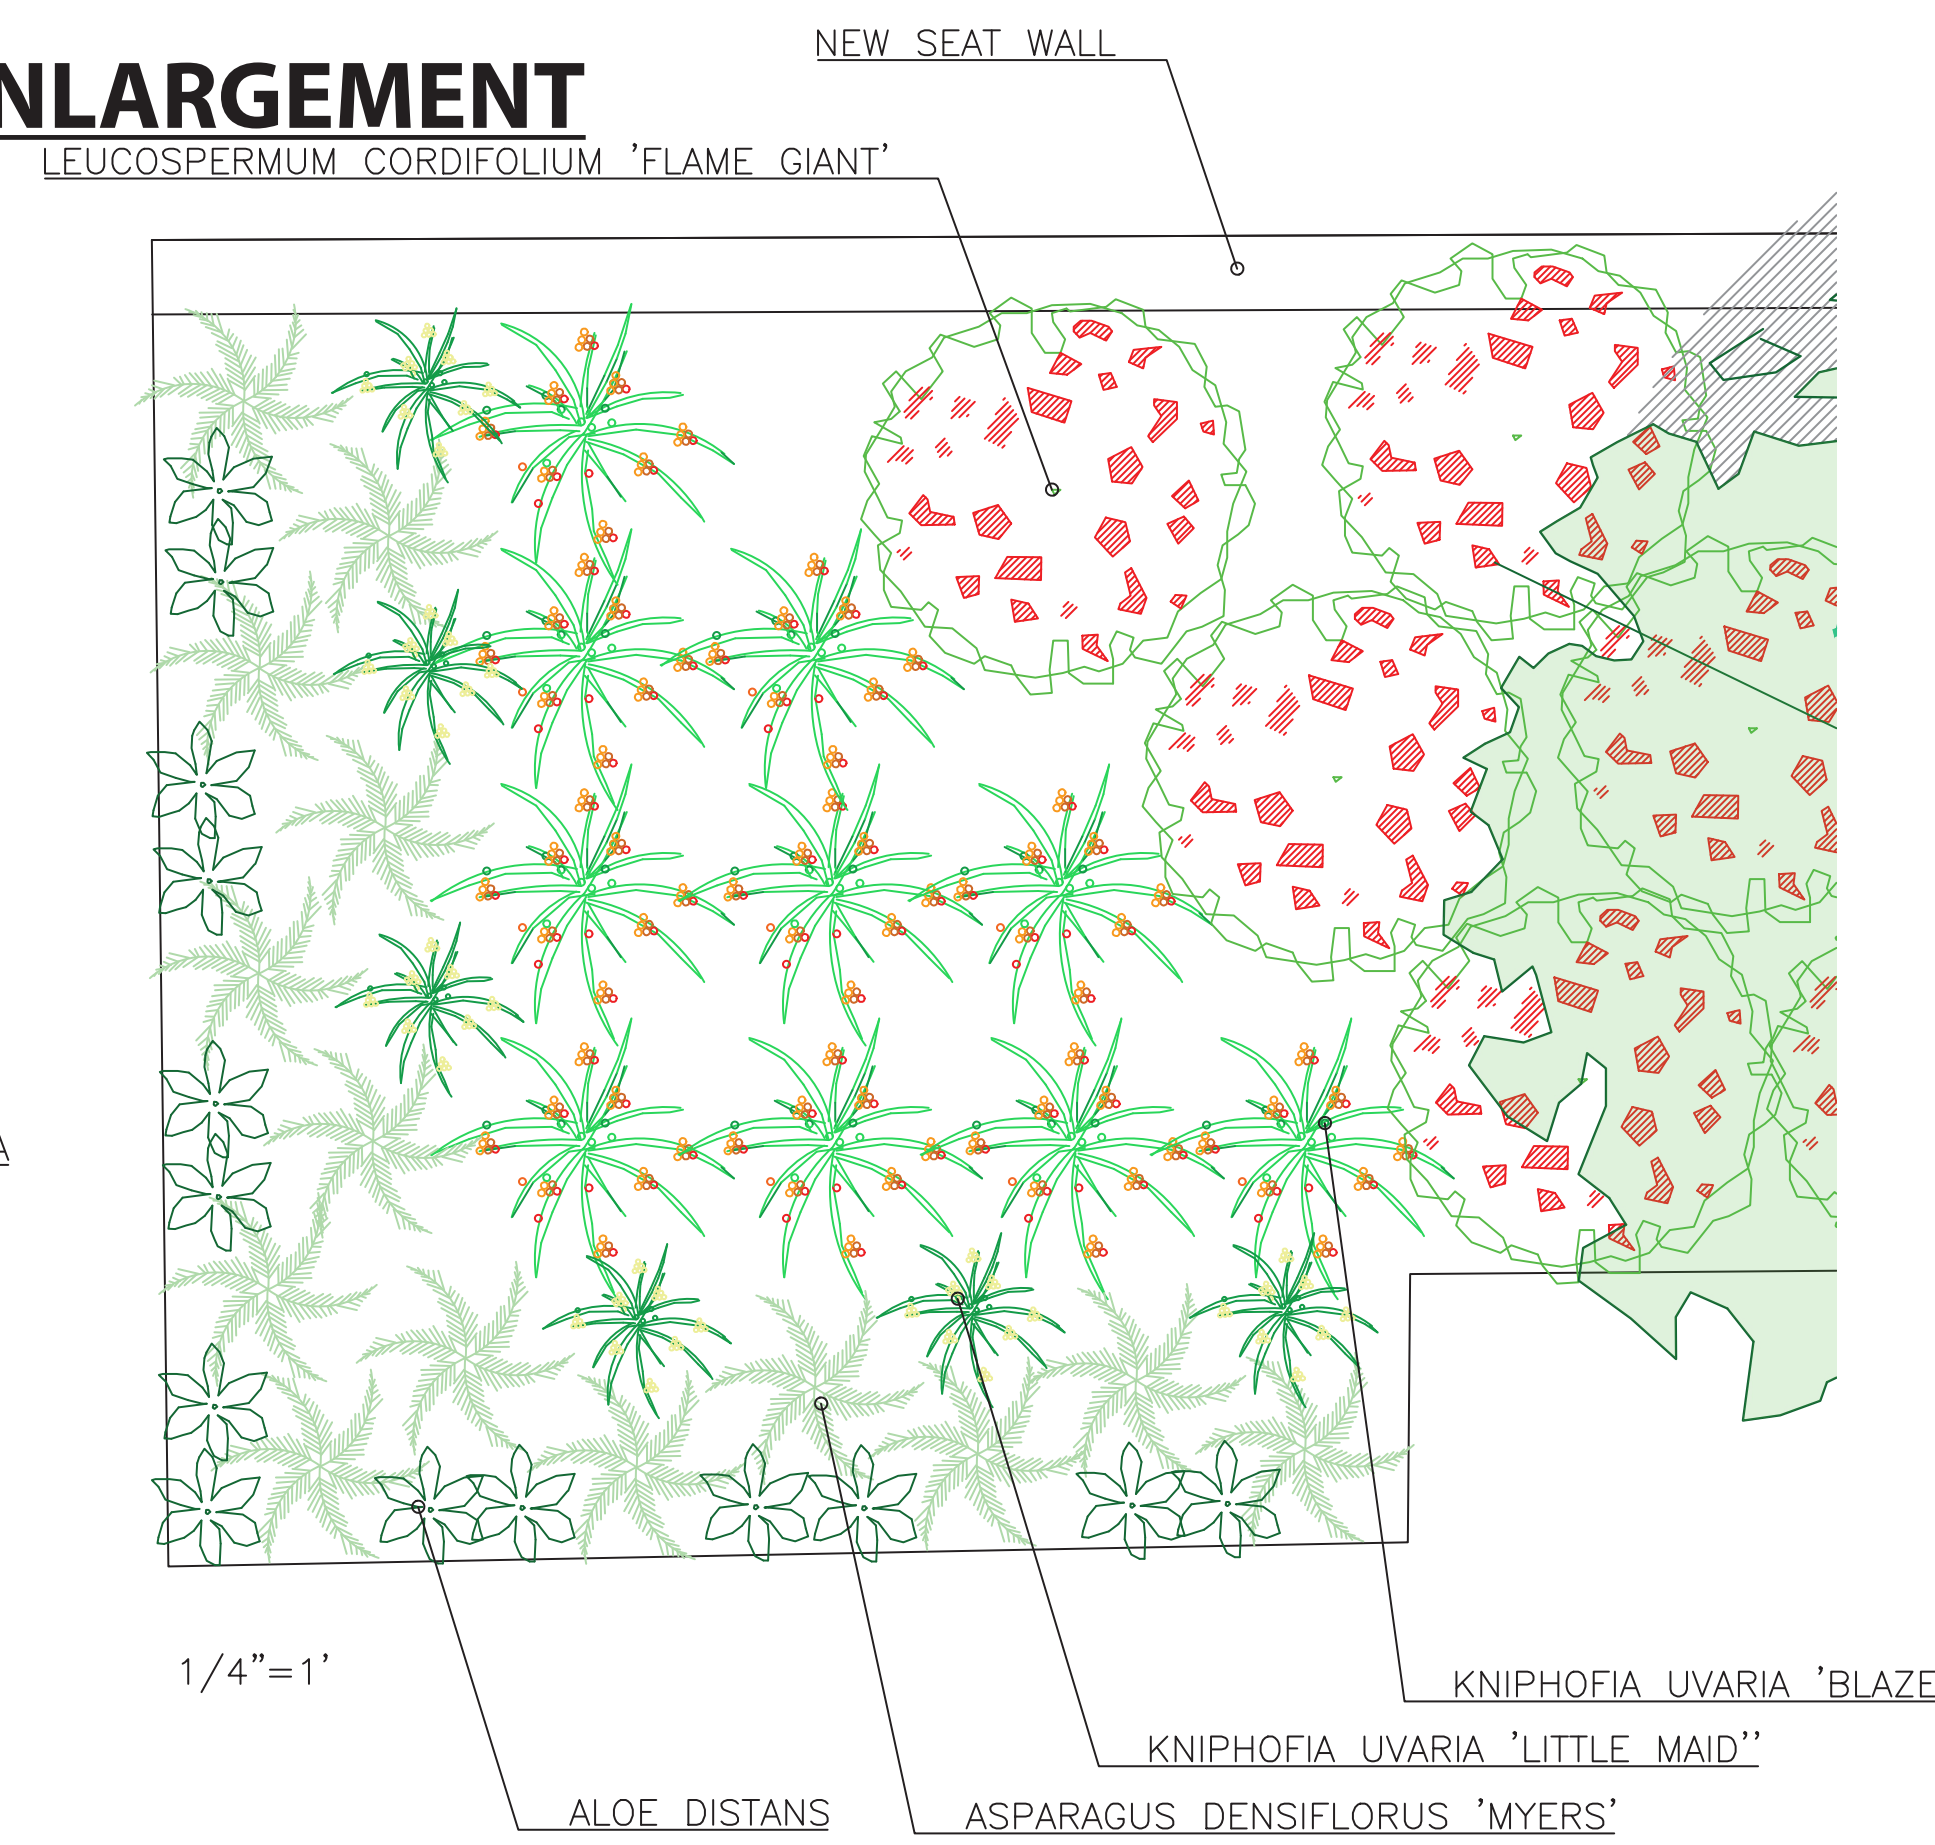 NEW SEAT WALL
NLARGEMENT
LEUCOSPERMUM CORDIFOLIUM 'FLAME GIANT'
A
1/4"=1'
KNIPHOFIA UVARIA 'BLAZE
KNIPHOFIA UVARIA 'LITTLE MAID''
ALOE DISTANS
ASPARAGUS DENSIFLORUS 'MYERS'